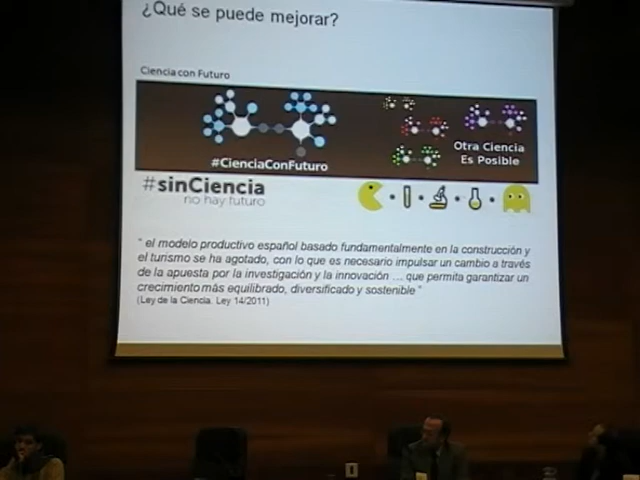 ¿Qué se puede mejorar?
Ciencia con Futuro
#CienciaConFuturo
Otra Ciencia
Es Posible
#sinCiencia
no hay futuro
" el modelo productivo español basado fundamentalmente en la construcción y
el turismo se ha agotado, con lo que es necesario impulsar un cambio a través
de la apuesta por la investigación y la innovación ... que permita garantizar un
crecimiento más equilibrado, diversificado y sostenible "
(Ley de la Ciencia. Ley 14/2011)